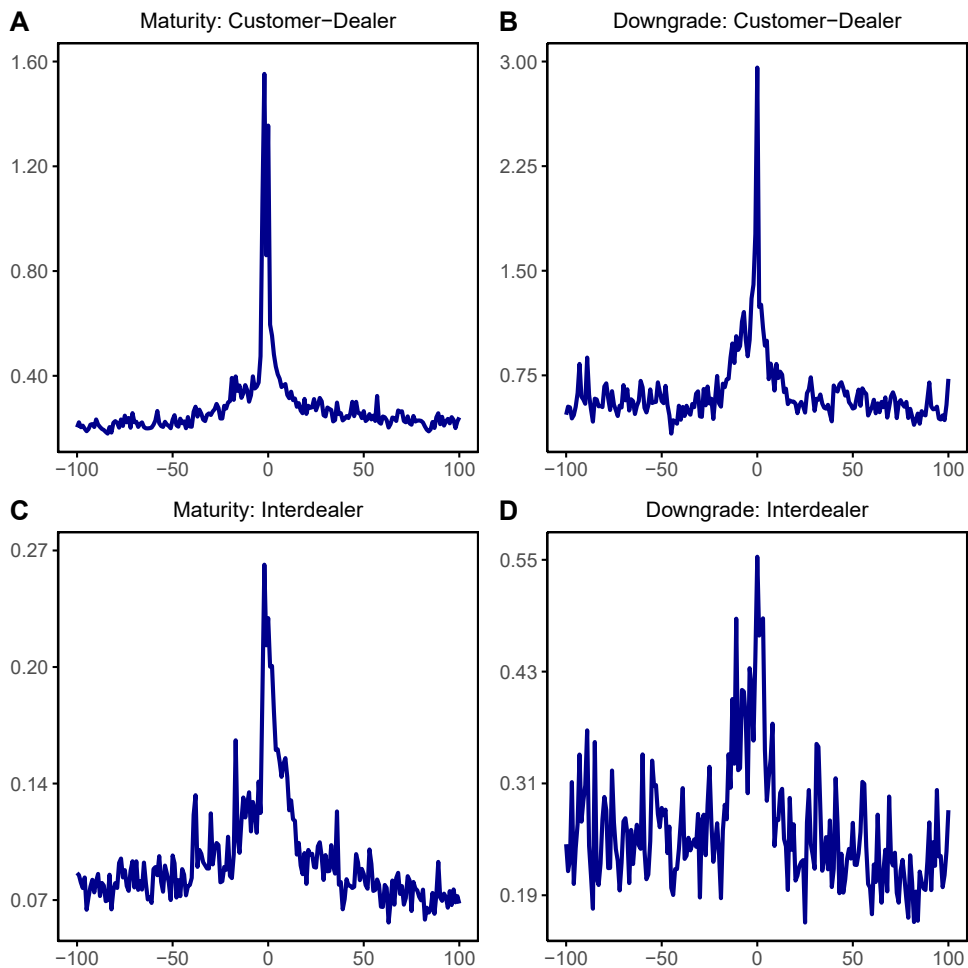 A Maturity: Customer−Dealer
1.60
1.20
0.80
0.40
−100 −50 0 50 100
B Downgrade: Customer−Dealer
3.00
2.25
1.50
0.75
−100 −50 0 50 100
C Maturity: Interdealer
0.27
0.20
0.14
0.07
−100 −50 0 50 100
D Downgrade: Interdealer
0.55
0.43
0.31
0.19
−100 −50 0 50 100